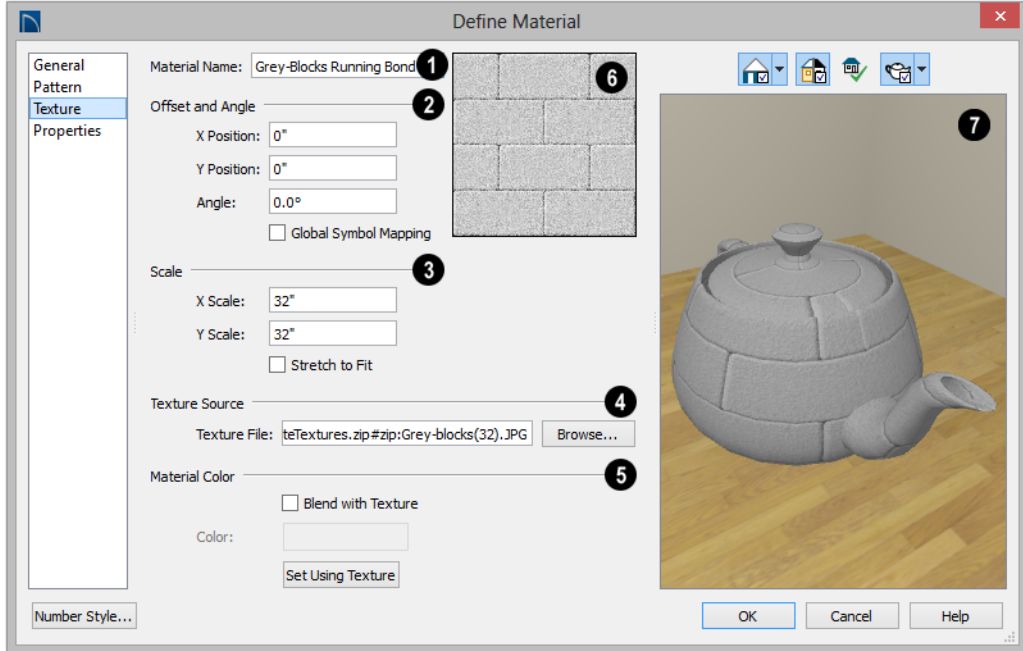 Define Material
General
Pattern
Texture
Properties
Material Name: Grey-Blocks Running Bond 1
Offset and Angle 2
X Position: 0"
Y Position: 0"
Angle: 0.0°
Global Symbol Mapping
Scale 3
X Scale: 32"
Y Scale: 32"
Stretch to Fit
Texture Source 4
Texture File: teTextures.zip#zip:Grey-blocks(32).JPG Browse...
Material Color 5
Blend with Texture
Color:
Set Using Texture
6
7
Number Style...
OK Cancel Help